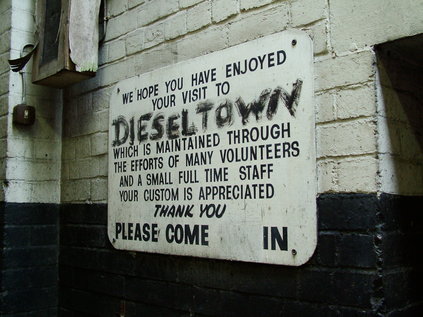 WE HOPE YOU HAVE ENJOYED
YOUR VISIT TO
DIESELTOWN
WHICH IS MAINTAINED THROUGH
THE EFFORTS OF MANY VOLUNTEERS
AND A SMALL FULL TIME STAFF
YOUR CUSTOM IS APPRECIATED
THANK YOU
PLEASE COME IN